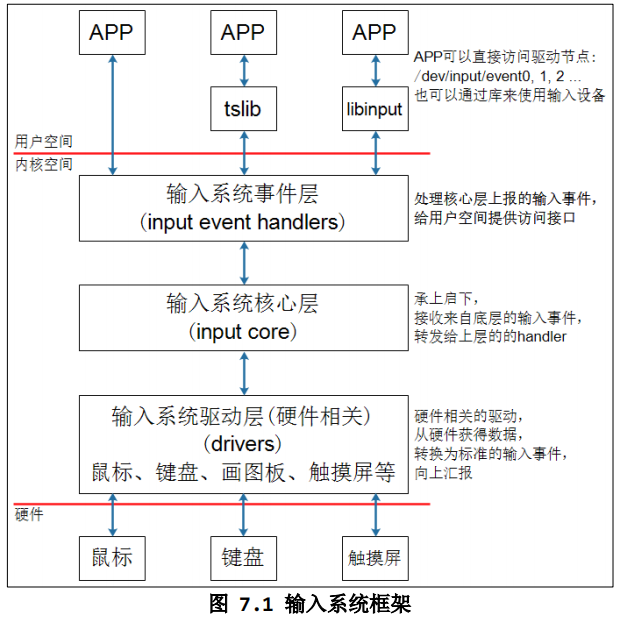 APP
APP
APP
APP可以直接访问驱动节点：
/dev/input/event0, 1, 2 ...
也可以通过库来使用输入设备
tslib
libinput
用户空间
内核空间
输入系统事件层
(input event handlers)
处理核心层上报的输入事件，
给用户空间提供访问接口
输入系统核心层
(input core)
承上启下，
接收来自底层的输入事件，
转发给上层的的handler
输入系统驱动层(硬件相关)
(drivers)
鼠标、键盘、画图板、触摸屏等
硬件相关的驱动，
从硬件获得数据，
转换为标准的输入事件，
向上汇报
硬件
鼠标
键盘
触摸屏
图 7.1 输入系统框架